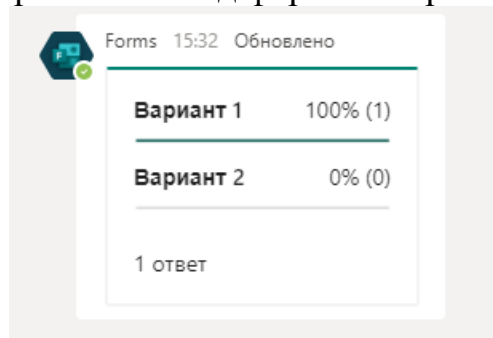 Forms 15:32 Обновлено
Вариант 1 100% (1)
Вариант 2 0% (0)
1 ответ